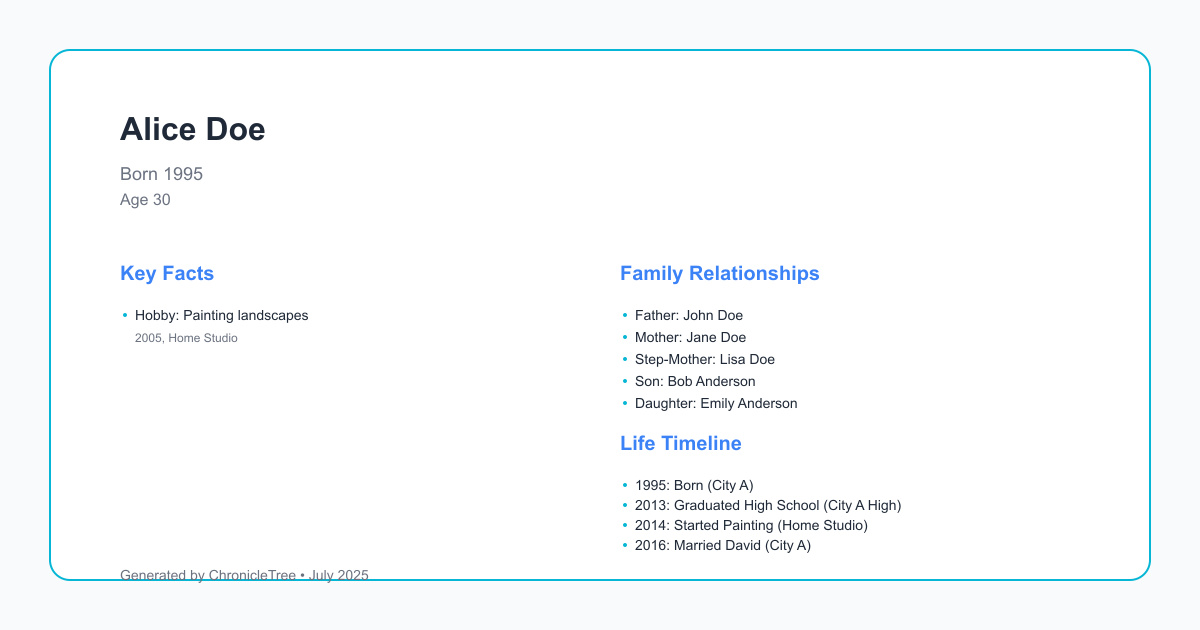 Alice Doe
Born 1995
Age 30
Key Facts
• Hobby: Painting landscapes
2005, Home Studio
Family Relationships
• Father: John Doe
• Mother: Jane Doe
• Step-Mother: Lisa Doe
• Son: Bob Anderson
• Daughter: Emily Anderson
Life Timeline
• 1995: Born (City A)
• 2013: Graduated High School (City A High)
• 2014: Started Painting (Home Studio)
• 2016: Married David (City A)
Generated by ChronicleTree • July 2025